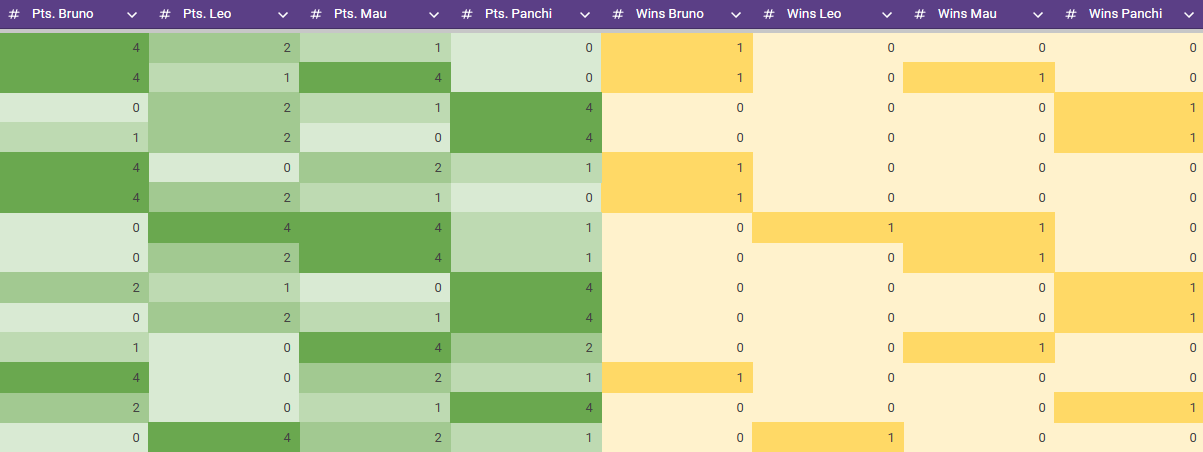 # Pts. Bruno # Pts. Leo # Pts. Mau # Pts. Panchi # Wins Bruno # Wins Leo # Wins Mau # Wins Panchi
4 2 1 0 1 0 0 0
4 1 4 0 1 0 1 0
0 2 1 4 0 0 0 1
1 2 0 4 0 0 0 1
4 0 2 1 1 0 0 0
4 2 1 0 1 0 0 0
0 4 4 1 0 1 1 0
0 2 4 1 0 0 1 0
2 1 0 4 0 0 0 1
0 2 1 4 0 0 0 1
1 0 4 2 0 0 1 0
4 0 2 1 1 0 0 0
2 0 1 4 0 0 0 1
0 4 2 1 0 1 0 0